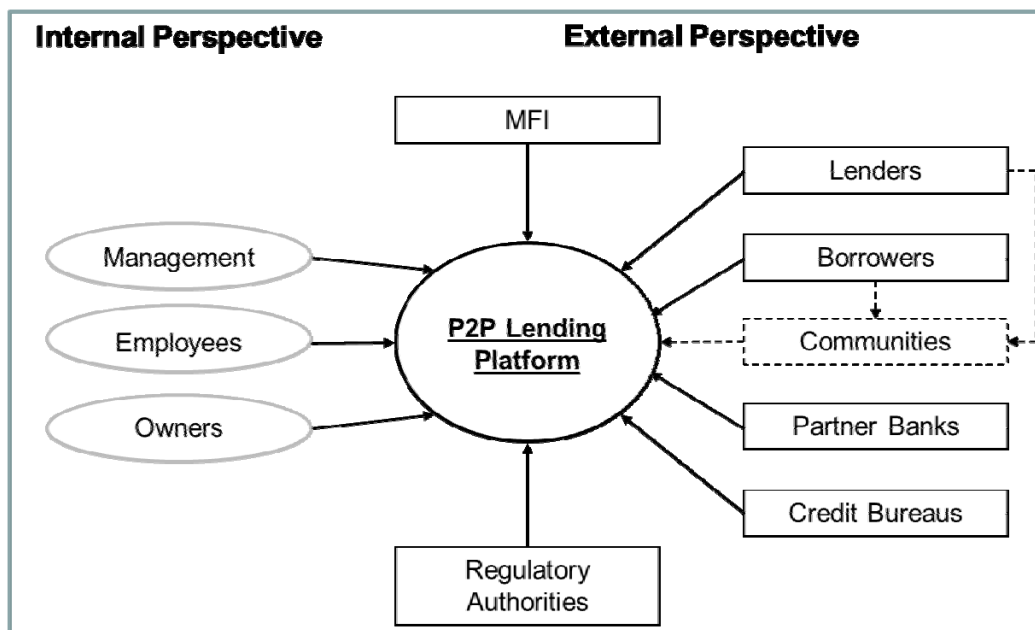 Internal Perspective
External Perspective
MFI
Lenders
Management
Borrowers
P2P Lending
Platform
Employees
Communities
Owners
Partner Banks
Credit Bureaus
Regulatory
Authorities